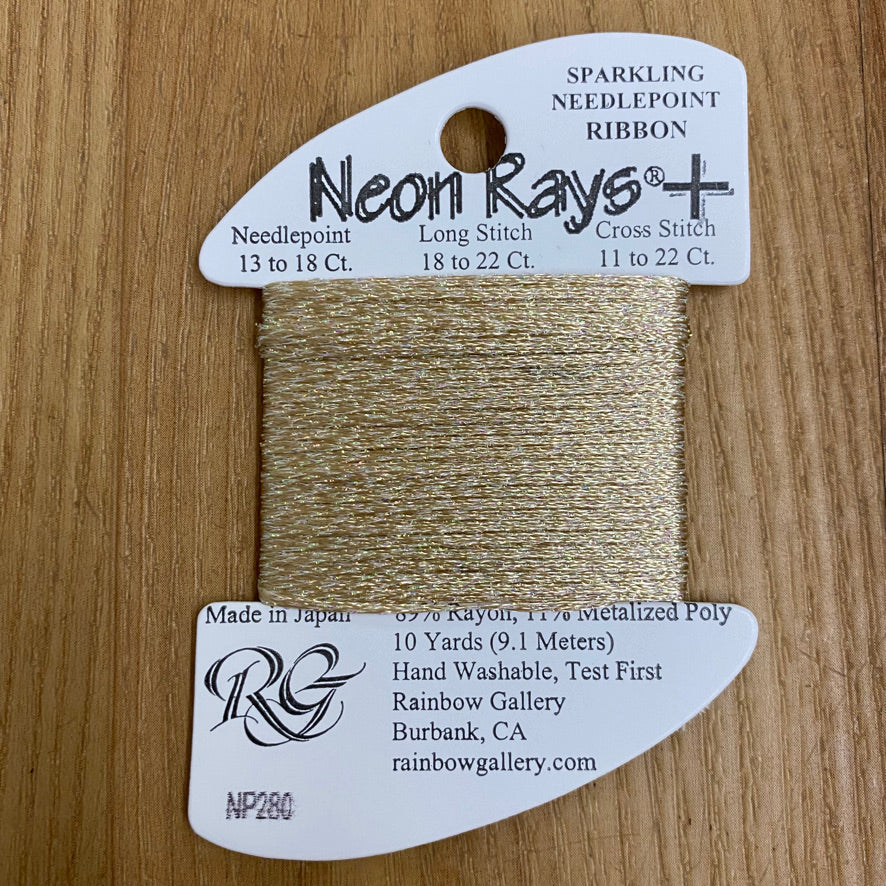 SPARKLING
NEEDLEPOINT
RIBBON
Neon Rays®+
Needlepoint Long Stitch Cross Stitch
13 to 18 Ct. 18 to 22 Ct. 11 to 22 Ct.
Made in Japan 89% Rayon, 11% Metalized Poly
10 Yards (9.1 Meters)
Hand Washable, Test First
RG
Rainbow Gallery
Burbank, CA
rainbowgallery.com
NP280